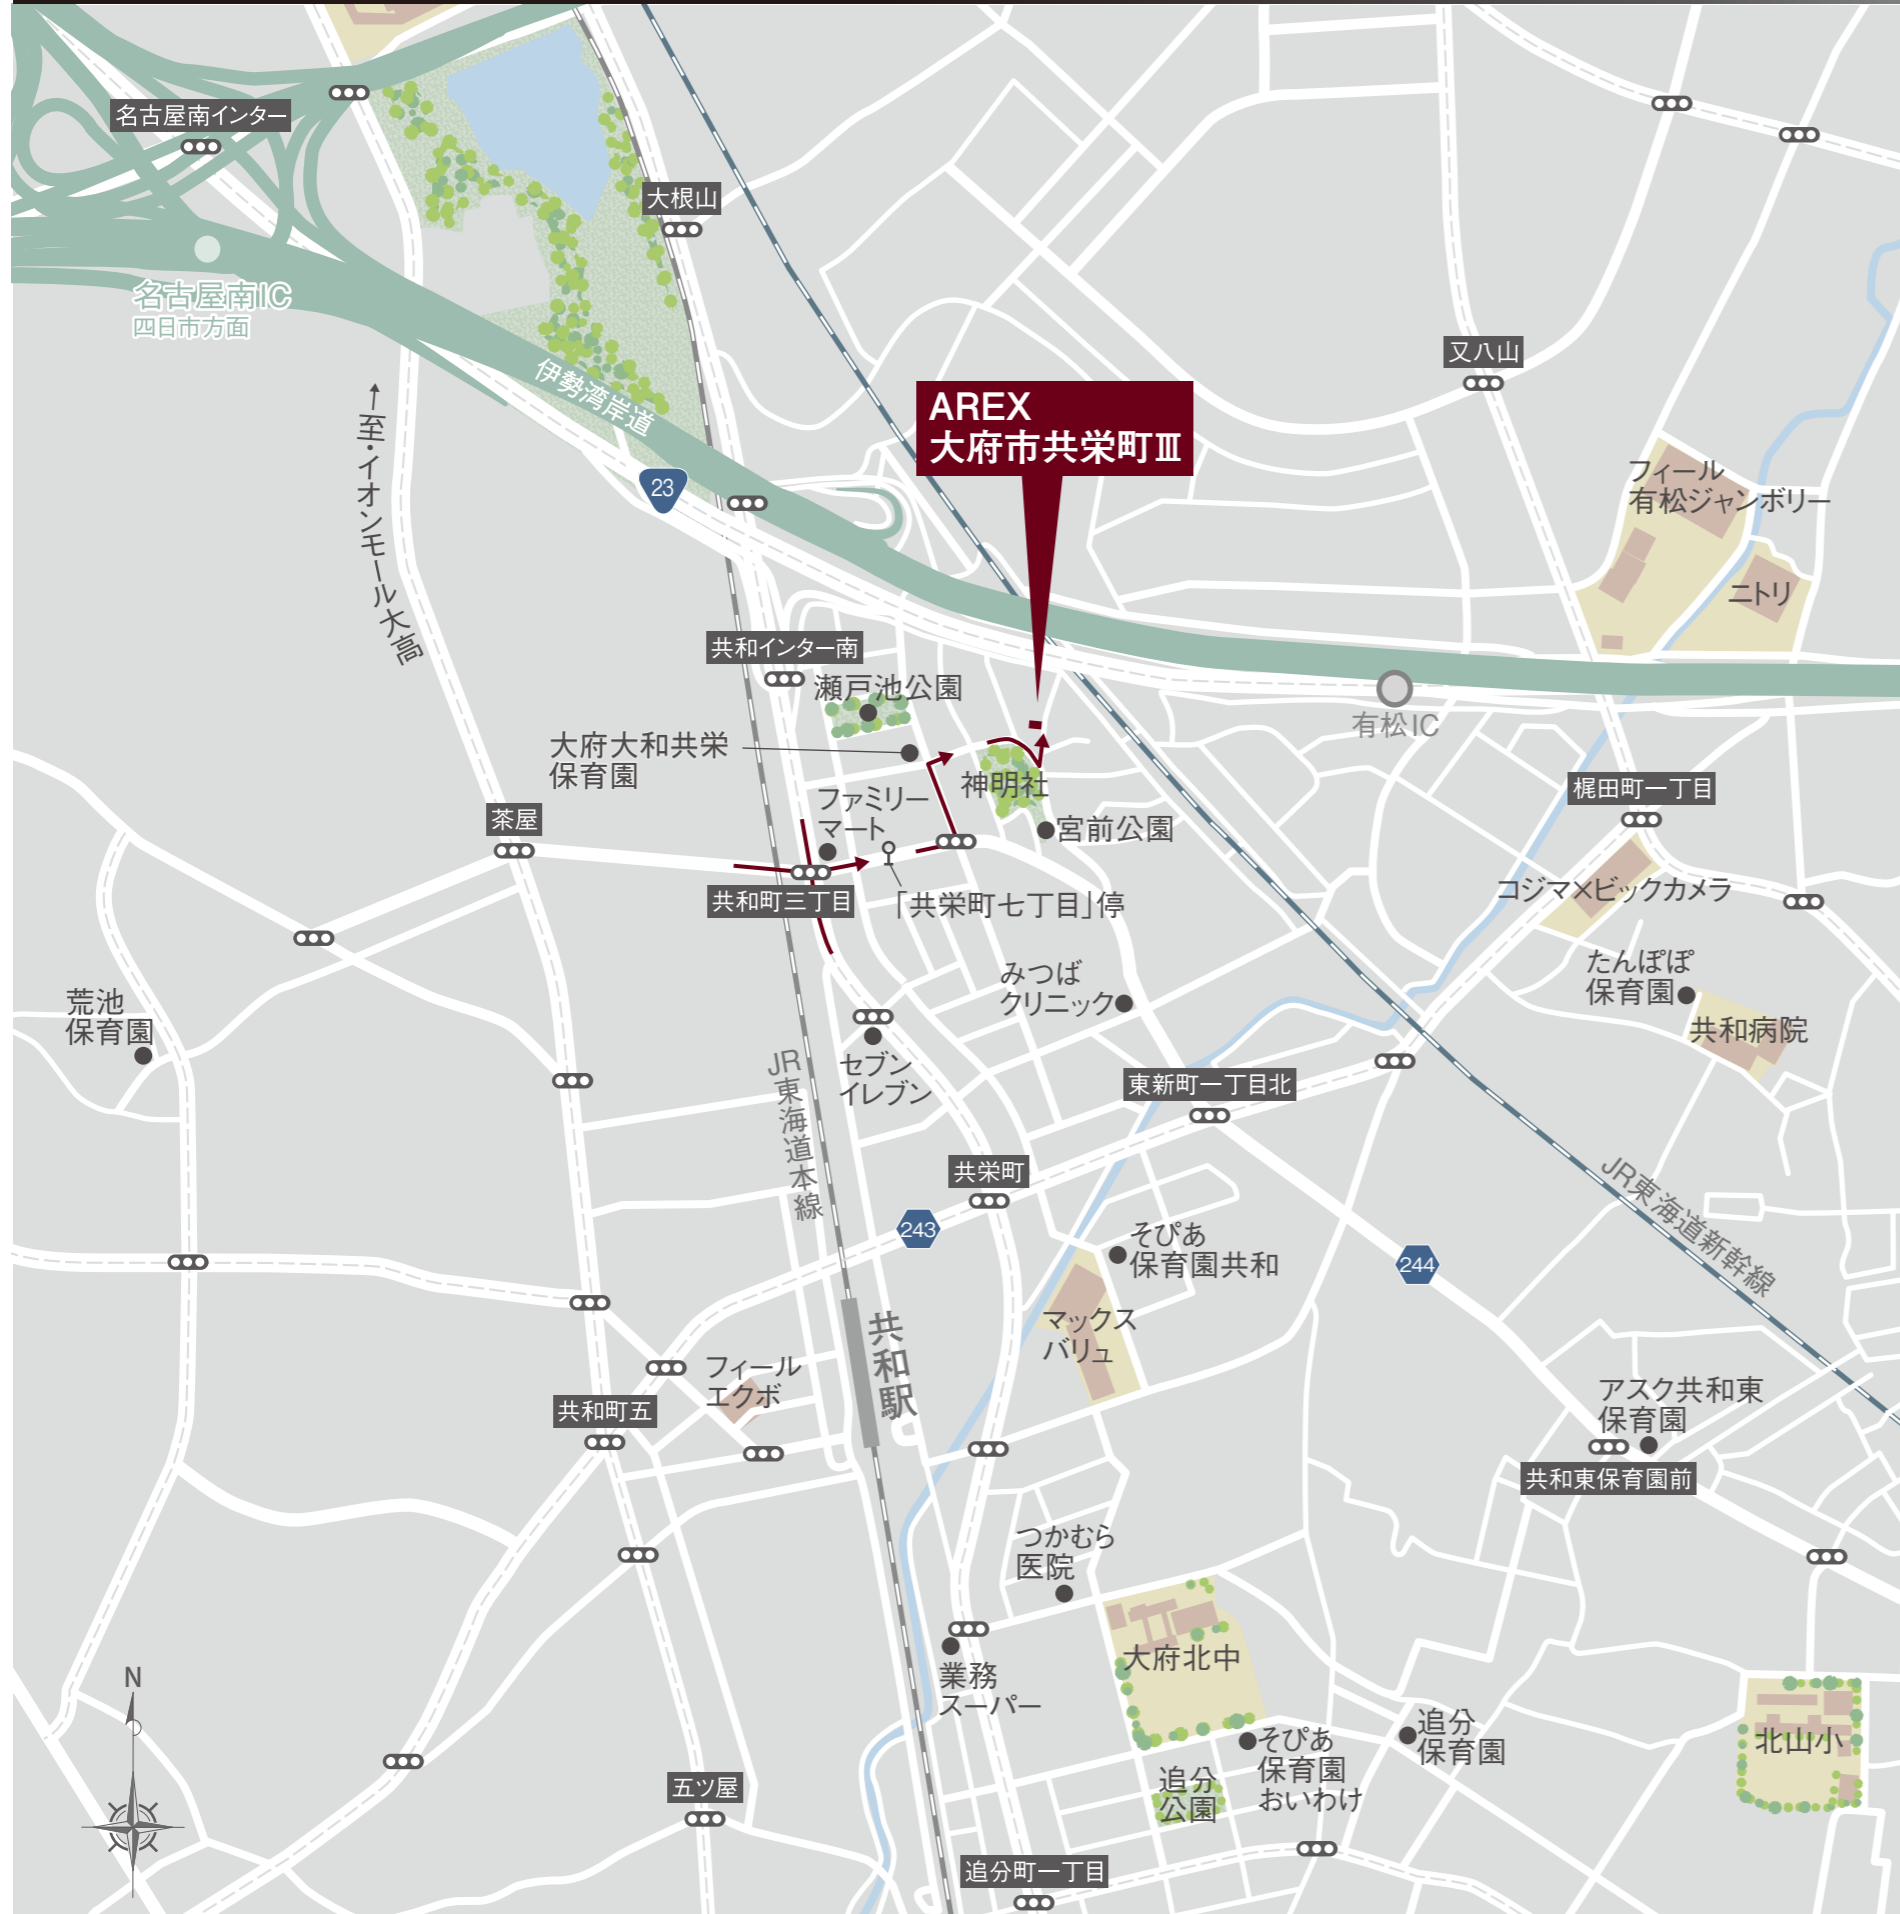 名古屋南インター
大根山
名古屋南IC
四日市方面
伊勢湾岸道
又八山
AREX
大府市共栄町Ⅲ
←至・イオンモール大高
23
フィール
有松ジャンボリー
ニトリ
共和インター南
瀬戸池公園
有松IC
大府大和共栄
保育園
神明社
梶田町一丁目
ファミリー
マート
茶屋
宮前公園
共和町三丁目
「共栄町七丁目」停
コジマ×ビックカメラ
みつば
クリニック
たんぽぽ
保育園
荒池
保育園
共和病院
セブン
イレブン
JR東海道本線
東新町一丁目北
共栄町
JR東海道新幹線
243
そぴあ
保育園共和
244
マックス
バリュ
共和駅
フィール
エクボ
共和町五
アスク共和東
保育園
共和東保育園前
つかむら
医院
大府北中
業務
スーパー
N
追分
保育園
北山小
そぴあ
保育園
おいわけ
追分
公園
五ツ屋
追分町一丁目